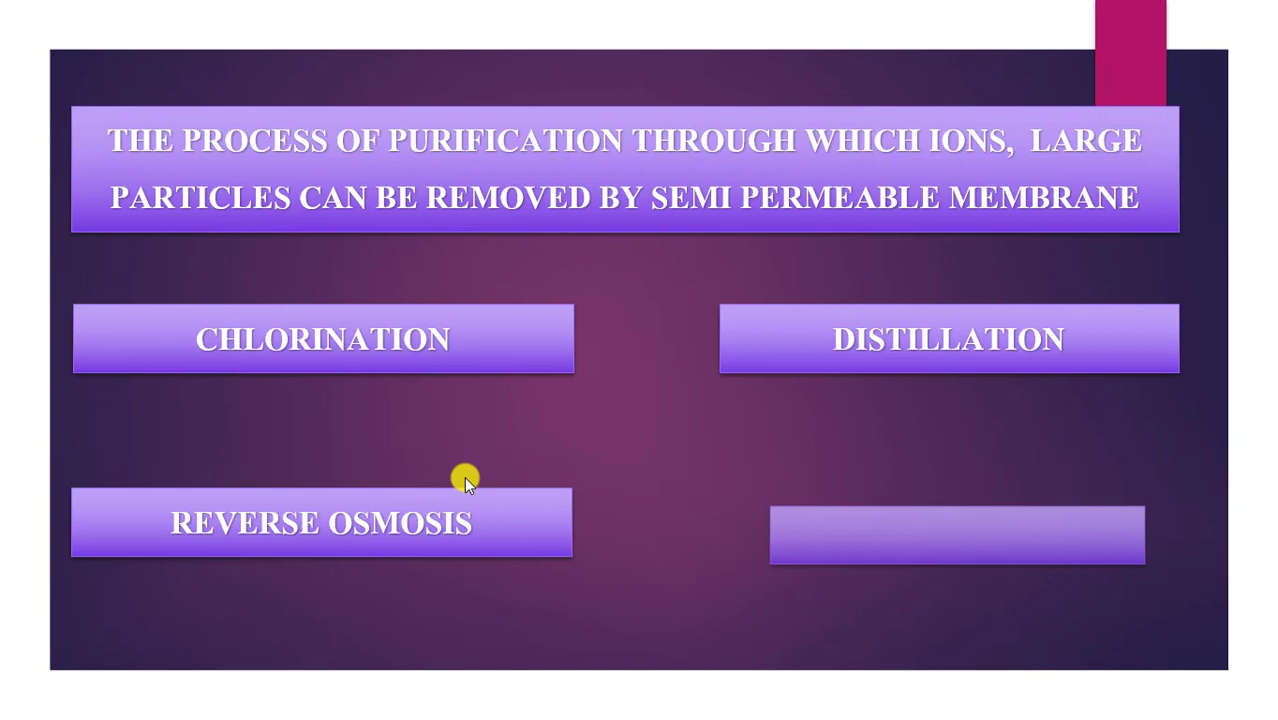 THE PROCESS OF PURIFICATION THROUGH WHICH IONS, LARGE
PARTICLES CAN BE REMOVED BY SEMI PERMEABLE MEMBRANE
CHLORINATION
DISTILLATION
REVERSE OSMOSIS